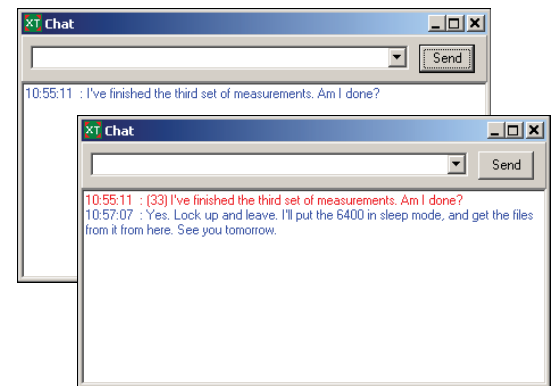 XT Chat
Send
10:55:11 : I've finished the third set of measurements. Am I done?
XT Chat
Send
10:55:11 : (33) I've finished the third set of measurements. Am I done?
10:57:07 : Yes. Lock up and leave. I'll put the 6400 in sleep mode, and get the files
from it from here. See you tomorrow.